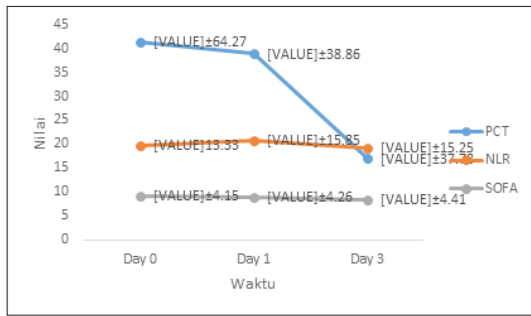 45
40
35
30
25
20
15
10
5
0
Nilai
[VALUE]±64.27
[VALUE]±38.86
[VALUE]13.33
[VALUE]±15.85
[VALUE]±15.25
[VALUE]±4.15
[VALUE]±4.26
[VALUE]±4.41
Day 0
Day 1
Day 3
Waktu
PCT
NLR
SOFA